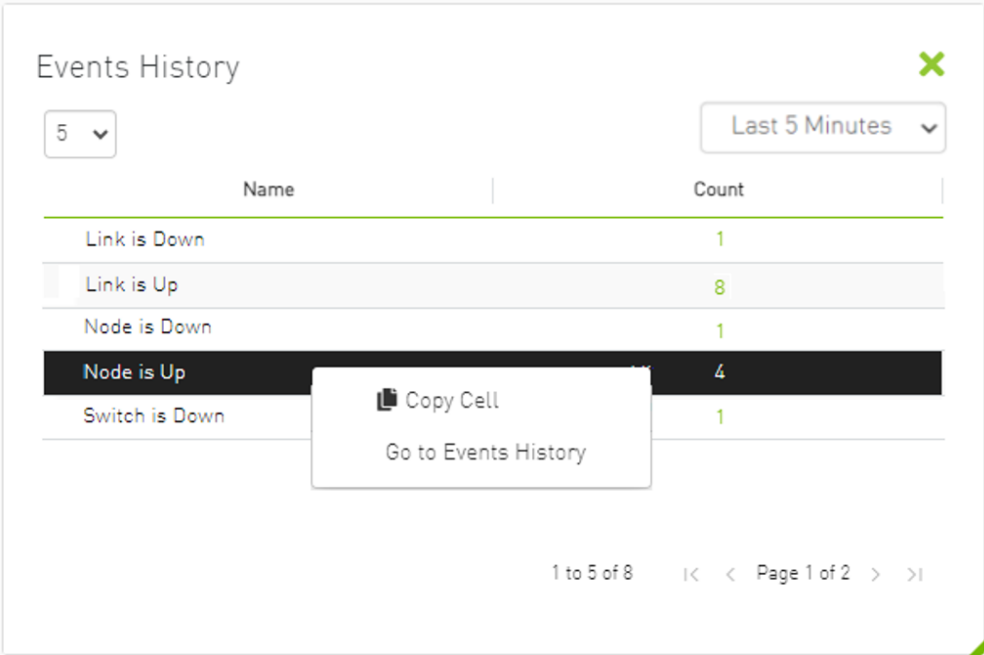 Events History
5
Last 5 Minutes
Name Count
Link is Down 1
Link is Up 8
Node is Down 1
Node is Up 4
Copy Cell
Switch is Down 1
Go to Events History
1 to 5 of 8 Page 1 of 2